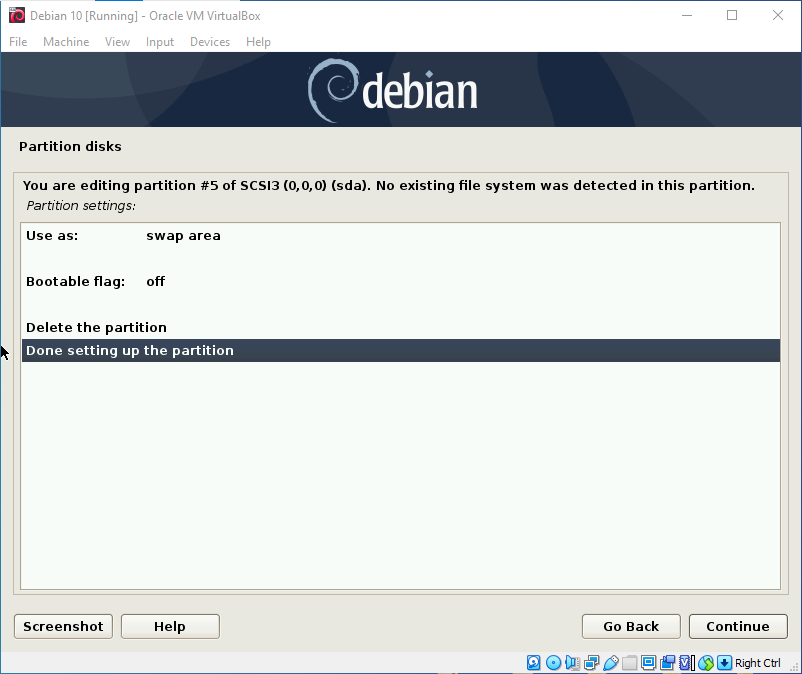 Debian 10 [Running] - Oracle VM VirtualBox
File Machine View Input Devices Help
debian
Partition disks
You are editing partition #5 of SCSI3 (0,0,0) (sda). No existing file system was detected in this partition.
Partition settings:
Use as: swap area
Bootable flag: off
Delete the partition
Done setting up the partition
Screenshot Help Go Back Continue
Right Ctrl